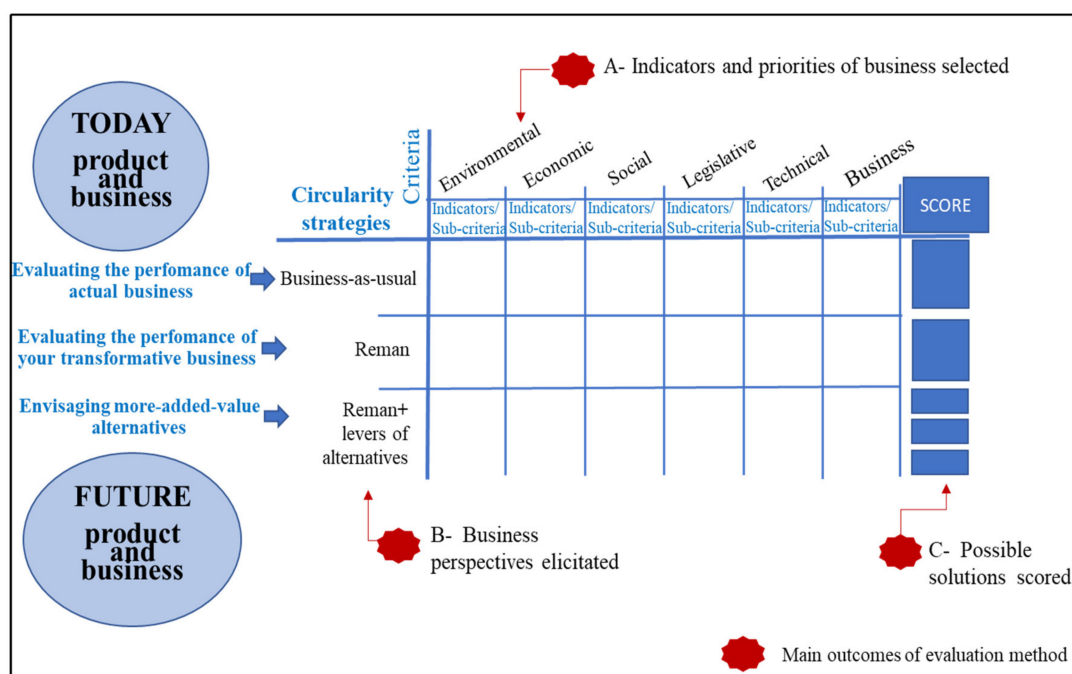 A- Indicators and priorities of business selected
TODAY
product
and
business
Criteria
Environmental
Economic
Social
Legislative
Technical
Business
Circularity
strategies
Indicators/
Sub-criteria
Indicators/
Sub-criteria
Indicators/
Sub-criteria
Indicators/
Sub-criteria
Indicators/
Sub-criteria
Indicators/
Sub-criteria
SCORE
Evaluating the perfomance of
actual business
Business-as-usual
Evaluating the perfomance of
your transformative business
Reman
Envisaging more-added-value
alternatives
Reman+
levers of
alternatives
FUTURE
product
and
business
B- Business
perspectives elicitated
C- Possible
solutions scored
Main outcomes of evaluation method